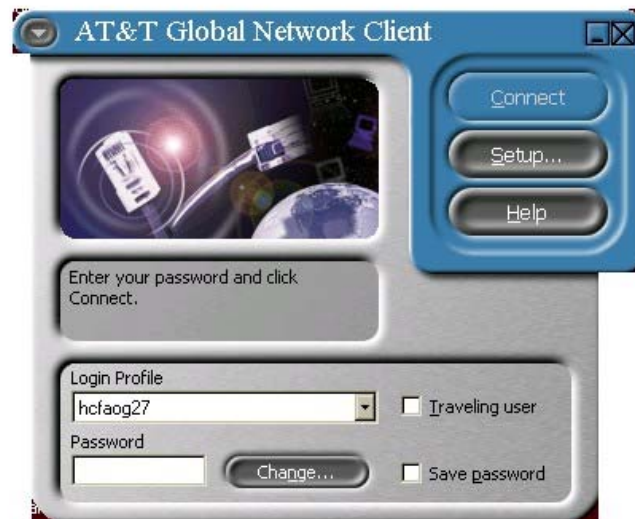 AT&T Global Network Client
Connect
Setup...
Help
Enter your password and click
Connect.
Login Profile
hcfaog27
Traveling user
Password
Change...
Save password